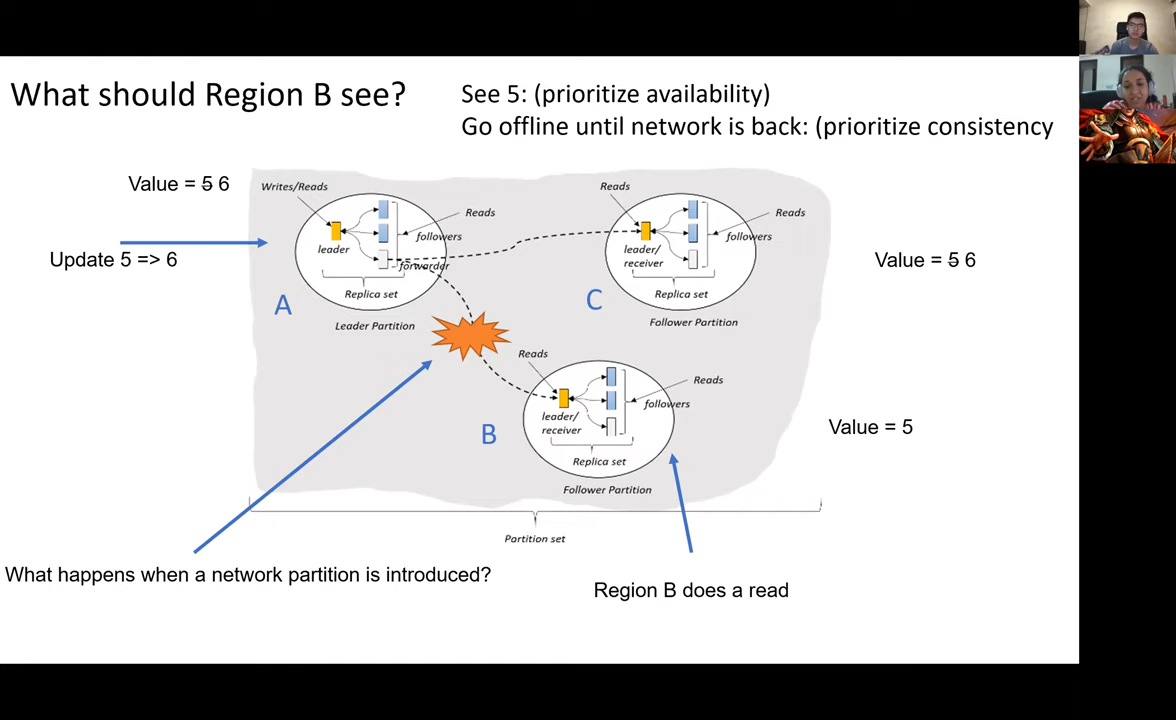 What should Region B see?
See 5: (prioritize availability)
Go offline until network is back: (prioritize consistency
Value = 5 6
Update 5 => 6
Writes/Reads
Reads
leader
followers
forwarder
Replica set
A
Leader Partition
Reads
Reads
leader/
receiver
followers
Replica set
C
Follower Partition
Value = 5 6
Reads
Reads
leader/
receiver
followers
B
Replica set
Follower Partition
Value = 5
Partition set
What happens when a network partition is introduced?
Region B does a read